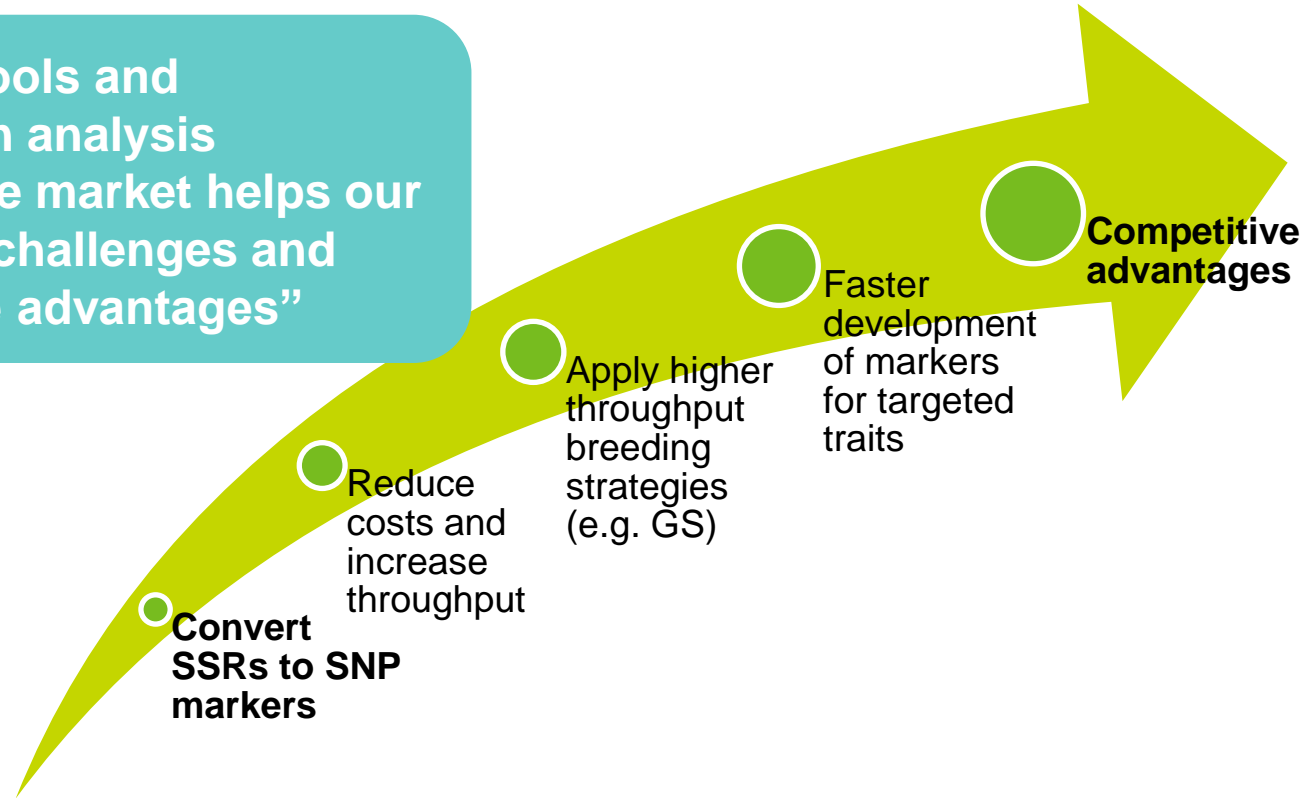 ools and
analysis
e market helps our
challenges and
advantages”
Competitive
advantages
Faster
development
of markers
for targeted
traits
Apply higher
throughput
breeding
strategies
(e.g. GS)
Reduce
costs and
increase
throughput
Convert
SSRs to SNP
markers